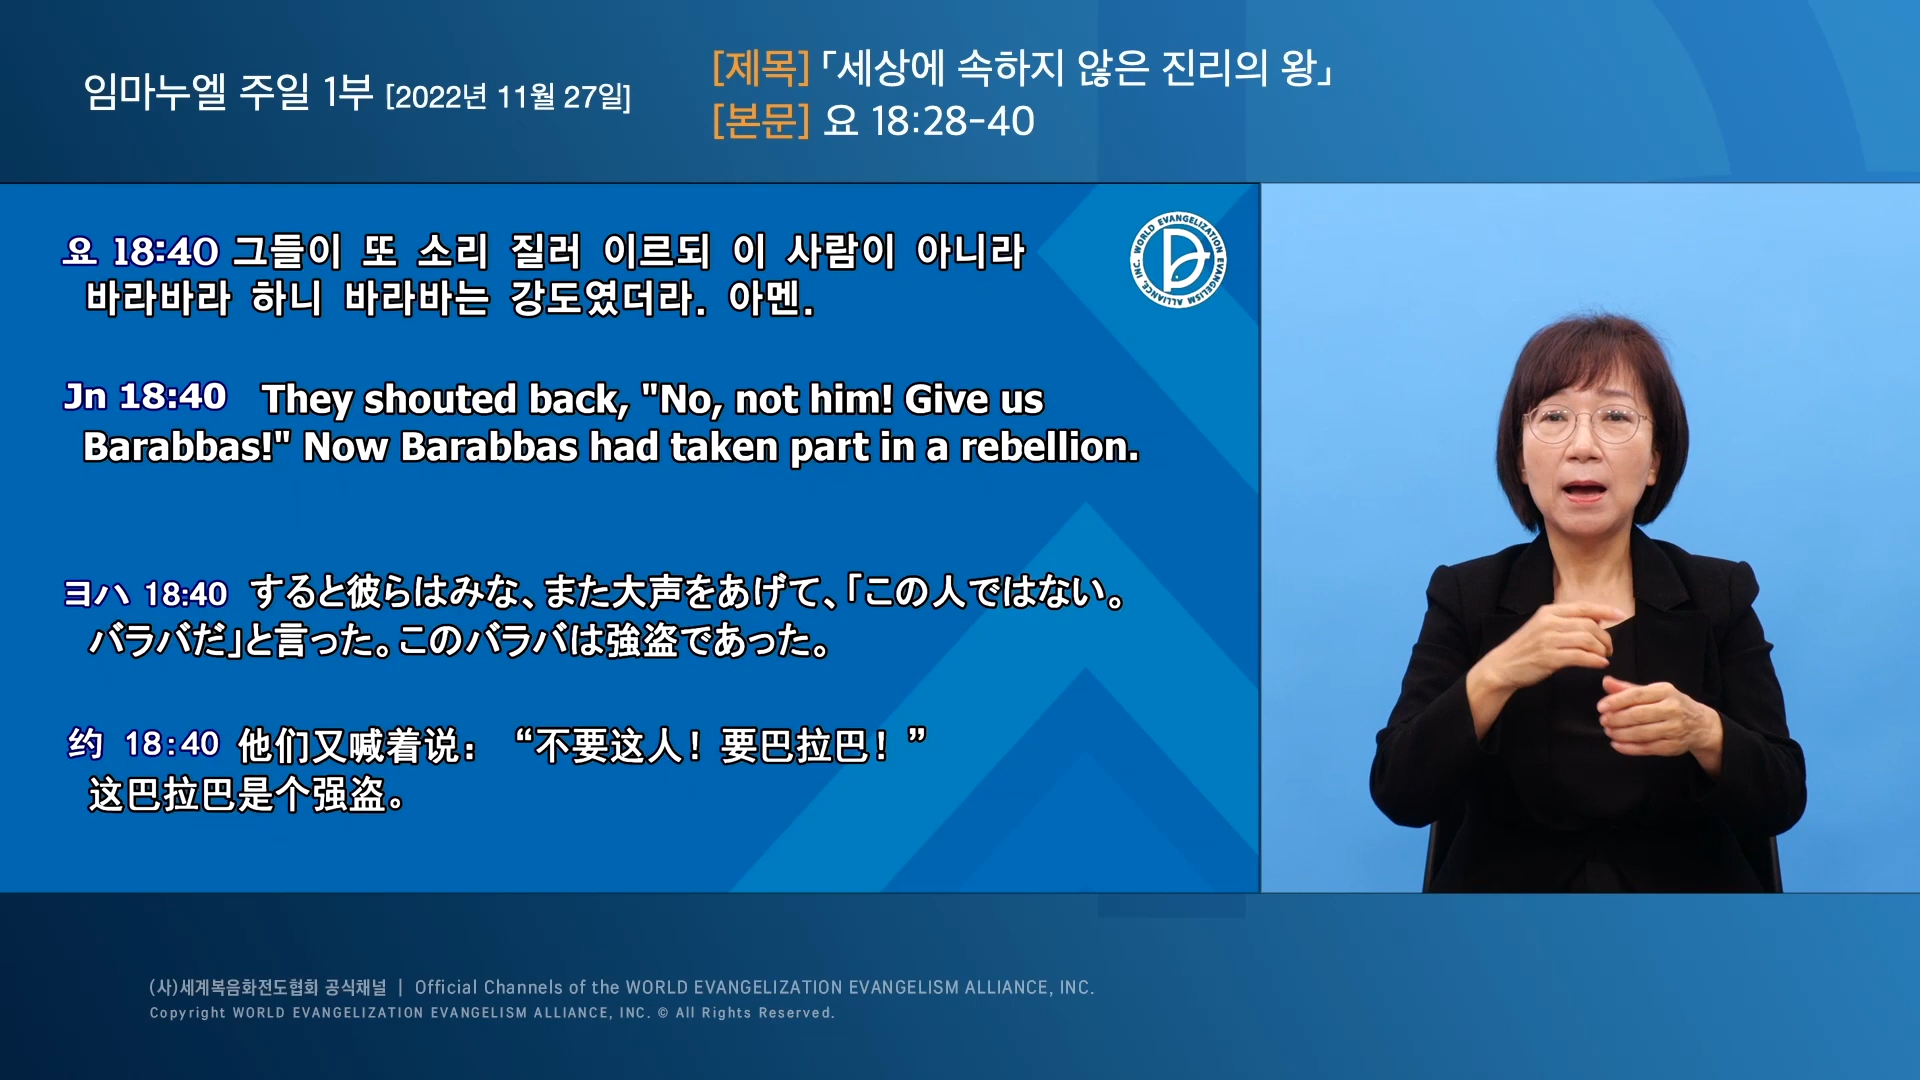 임마누엘 주일 1부 [2022년 11월 27일]
[제목] 「세상에 속하지 않은 진리의 왕」
[본문] 요 18:28-40
WORLD EVANGELIZATION EVANGELISM ALLIANCE, INC.
요 18:40 그들이 또 소리 질러 이르되 이 사람이 아니라
바라바라 하니 바라바는 강도였더라. 아멘.
Jn 18:40 They shouted back, "No, not him! Give us
Barabbas!" Now Barabbas had taken part in a rebellion.
ヨハ 18:40 すると彼らはみな、また大声をあげて、「この人ではない。
バラバだ」と言った。このバラバは強盗であった。
约 18:40 他们又喊着说：“不要这人！要巴拉巴！”
这巴拉巴是个强盗。
(사)세계복음화전도협회 공식채널 | Official Channels of the WORLD EVANGELIZATION EVANGELISM ALLIANCE, INC.
Copyright WORLD EVANGELIZATION EVANGELISM ALLIANCE, INC. © All Rights Reserved.